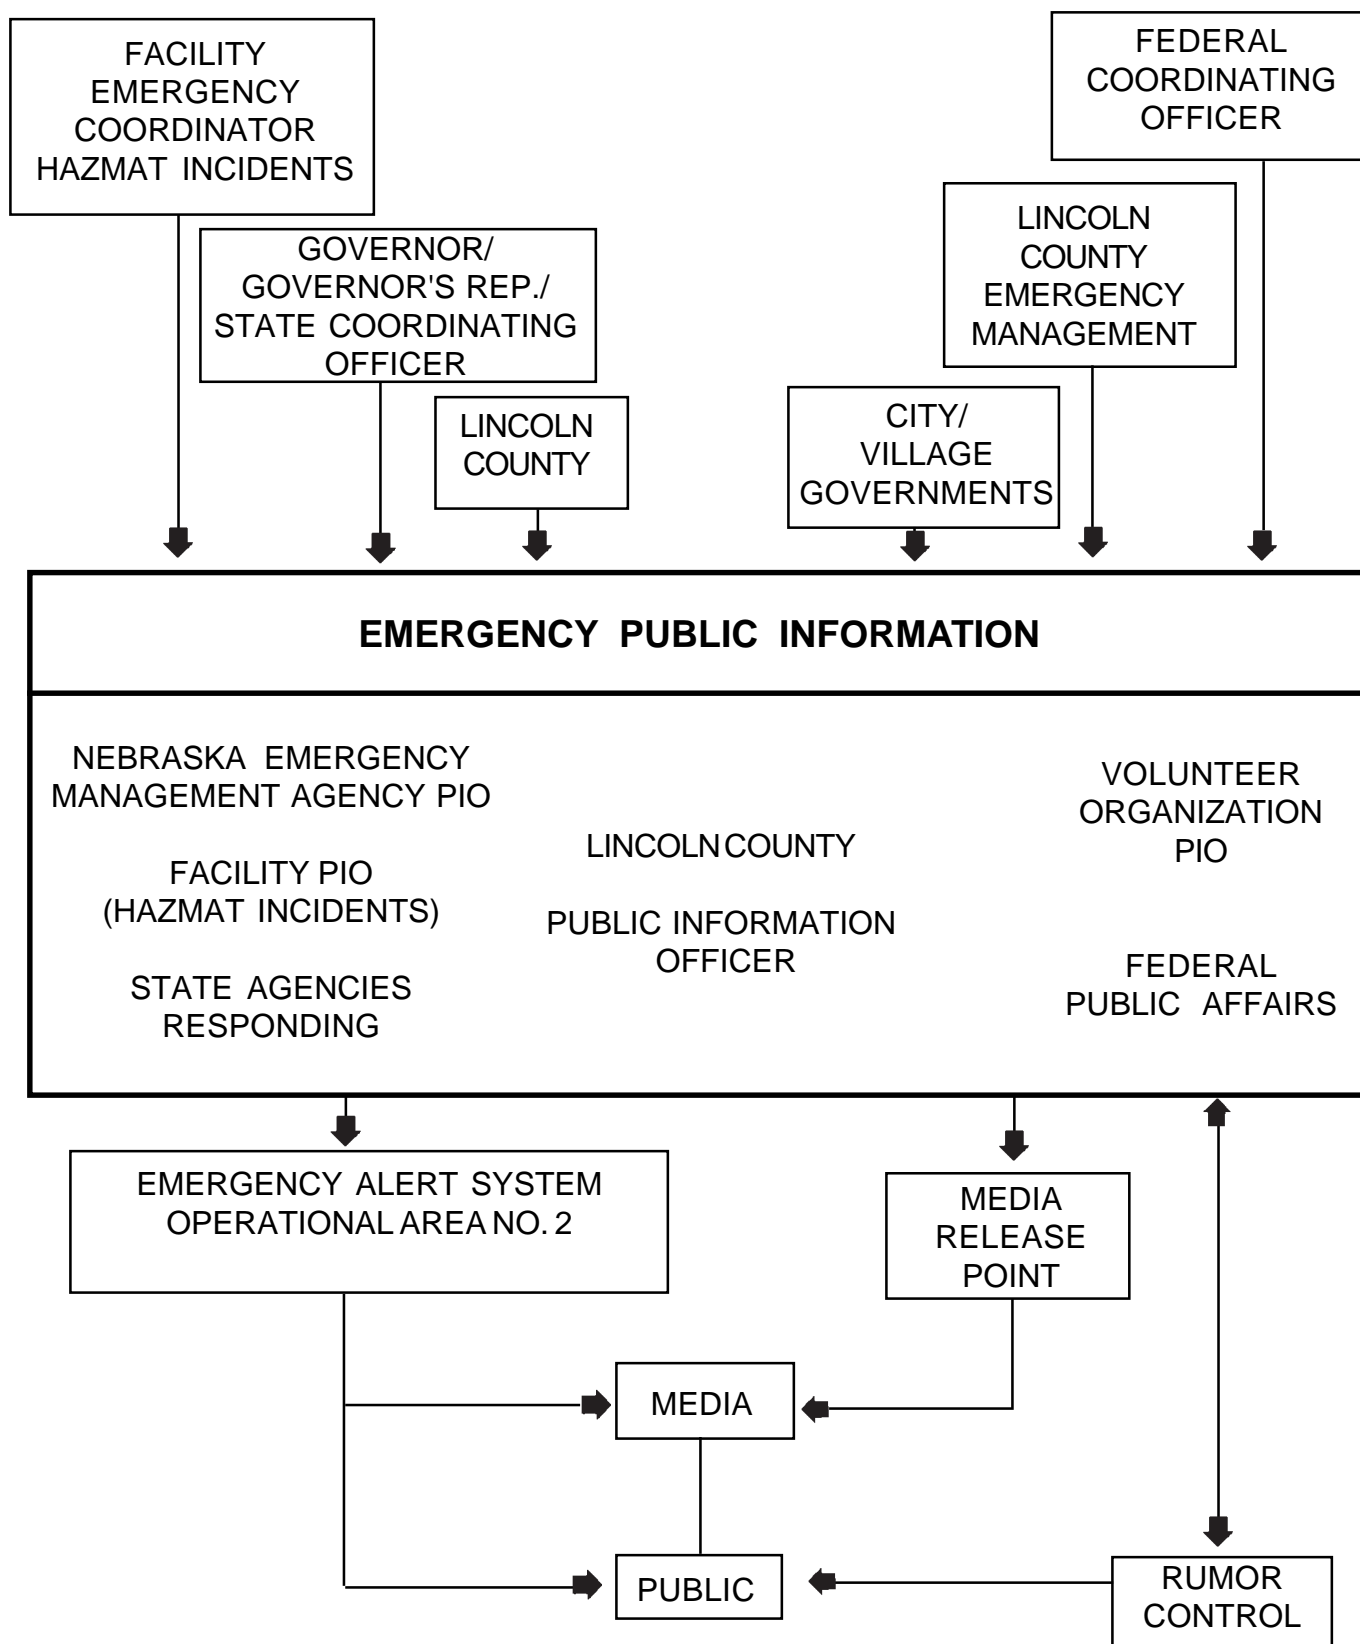 FACILITY
EMERGENCY
COORDINATOR
HAZMAT INCIDENTS
FEDERAL
COORDINATING
OFFICER
GOVERNOR/
GOVERNOR'S REP./
STATE COORDINATING
OFFICER
LINCOLN
COUNTY
EMERGENCY
MANAGEMENT
LINCOLN
COUNTY
CITY/
VILLAGE
GOVERNMENTS
EMERGENCY PUBLIC INFORMATION
NEBRASKA EMERGENCY
MANAGEMENT AGENCY PIO
FACILITY PIO
(HAZMAT INCIDENTS)
STATE AGENCIES
RESPONDING
LINCOLN COUNTY
PUBLIC INFORMATION
OFFICER
VOLUNTEER
ORGANIZATION
PIO
FEDERAL
PUBLIC AFFAIRS
EMERGENCY ALERT SYSTEM
OPERATIONAL AREA NO. 2
MEDIA
RELEASE
POINT
MEDIA
PUBLIC
RUMOR
CONTROL